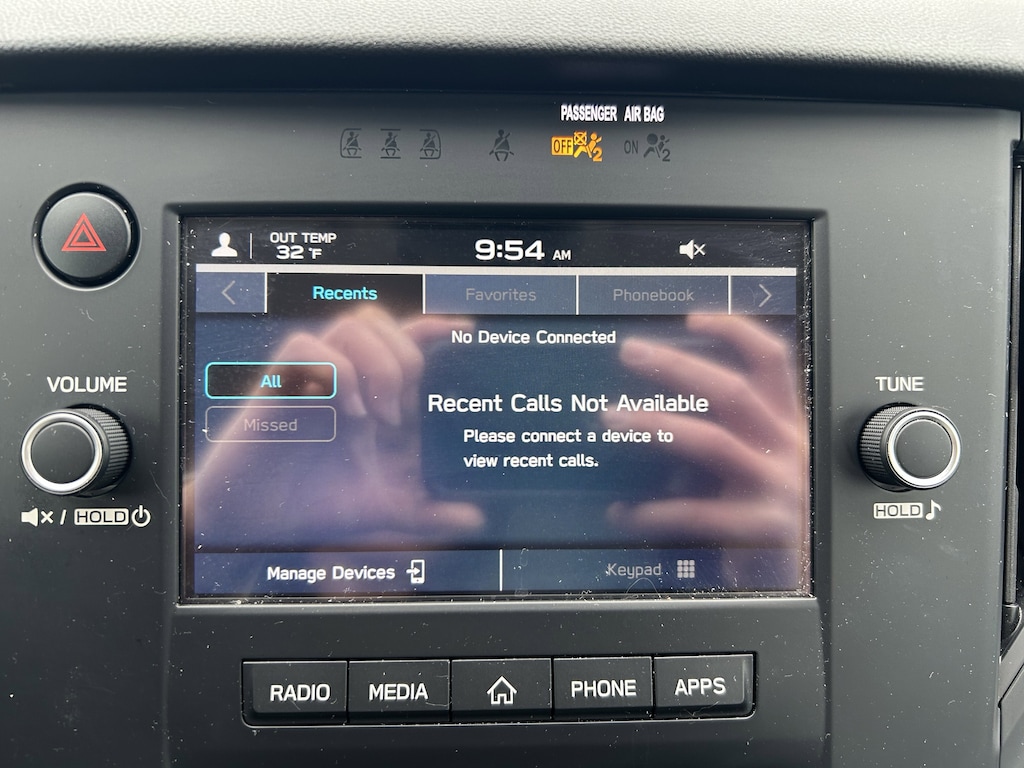 PASSENGER AIR BAG
OFF 2 ON 2
OUT TEMP
32 °F
9:54 AM
Recents Favorites Phonebook
No Device Connected
All
Missed
Recent Calls Not Available
Please connect a device to
view recent calls.
Manage Devices Keypad
VOLUME
/ HOLD
TUNE
HOLD
RADIO MEDIA PHONE APPS